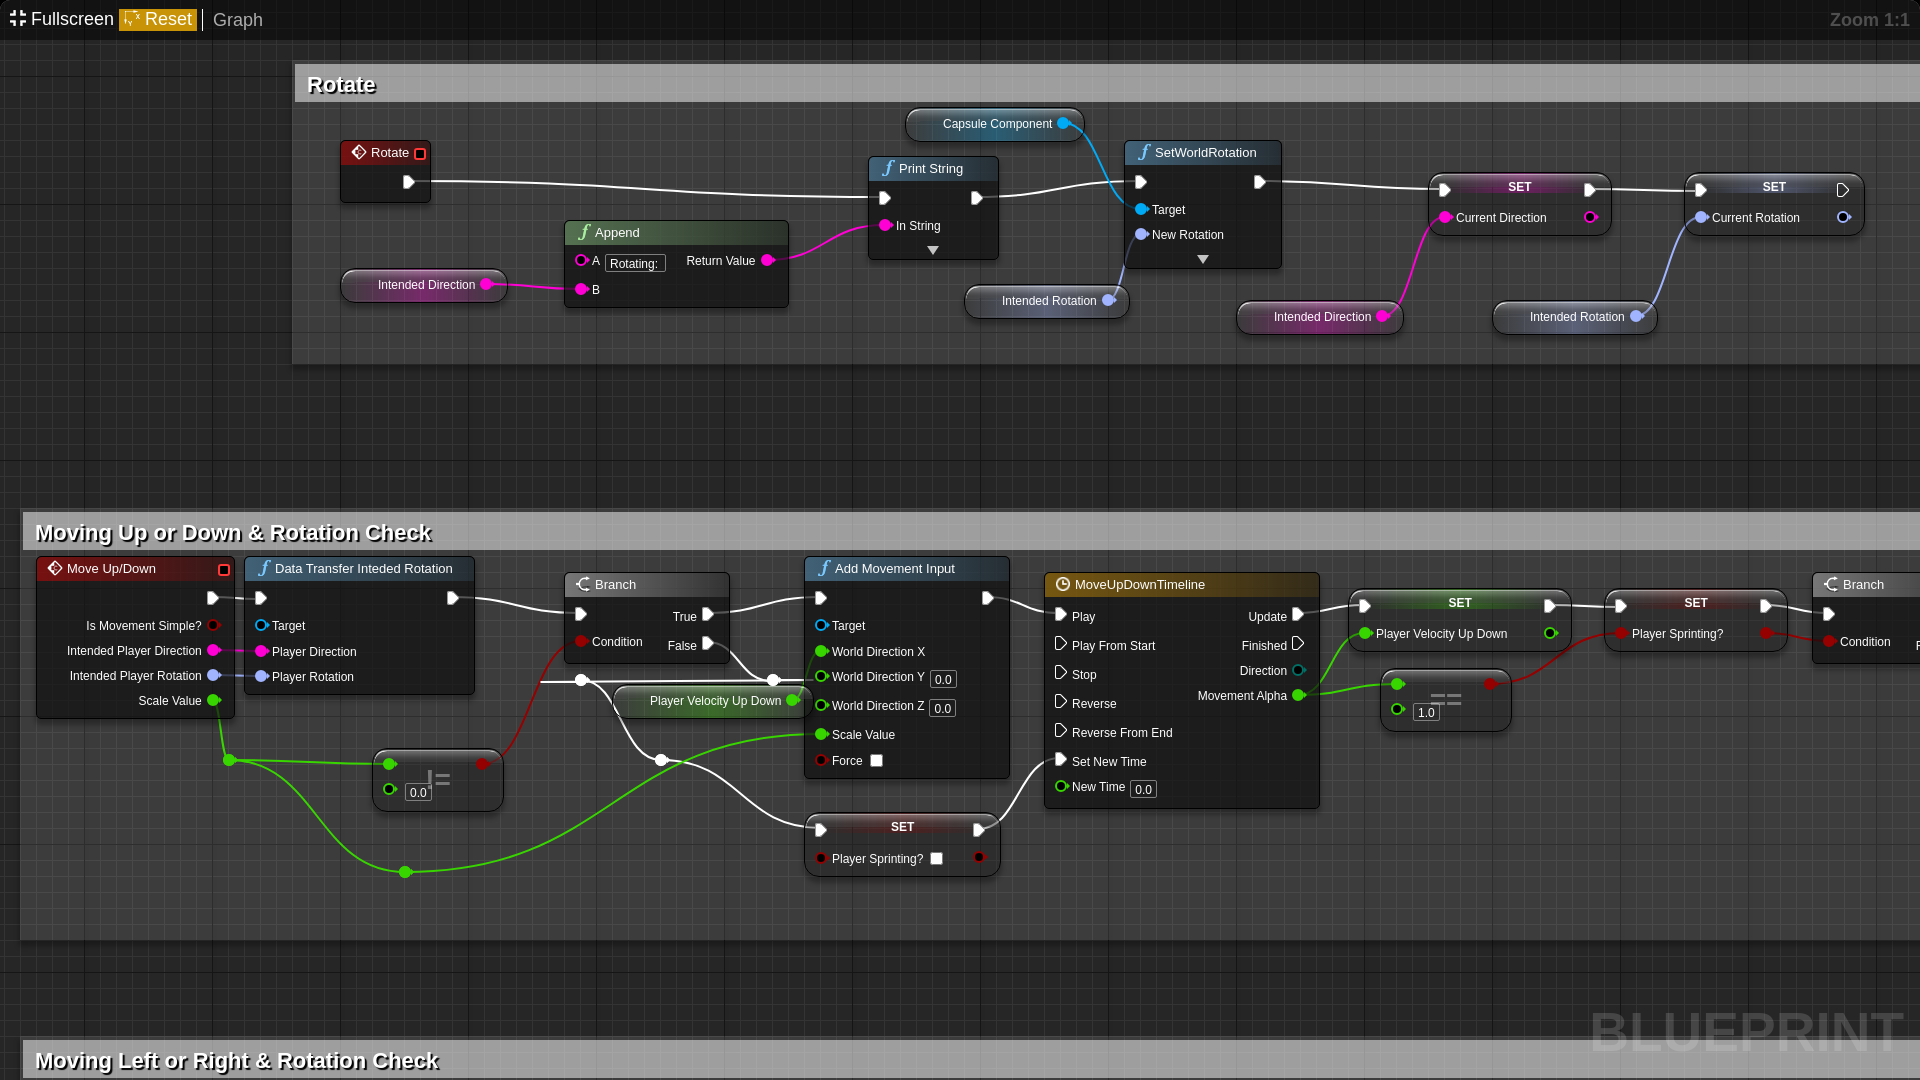 Fullscreen Reset Graph
Zoom 1:1
Rotate
Capsule Component
Rotate
Print String
In String
SetWorldRotation
Target
New Rotation
SET
Current Direction
SET
Current Rotation
Append
A Rotating: Return Value
B
Intended Direction
Intended Rotation
Intended Direction
Intended Rotation
Moving Up or Down & Rotation Check
Move Up/Down
Is Movement Simple?
Intended Player Direction
Intended Player Rotation
Scale Value
Data Transfer Inteded Rotation
Target
Player Direction
Player Rotation
Branch
True
Condition
False
Player Velocity Up Down
!=
0.0
Add Movement Input
Target
World Direction X
World Direction Y 0.0
World Direction Z 0.0
Scale Value
Force
SET
Player Sprinting?
MoveUpDownTimeline
Play Update
Play From Start Finished
Stop Direction
Reverse Movement Alpha
Reverse From End
Set New Time
New Time 0.0
SET
Player Velocity Up Down
==
1.0
SET
Player Sprinting?
Branch
Condition
F
BLUEPRINT
Moving Left or Right & Rotation Check